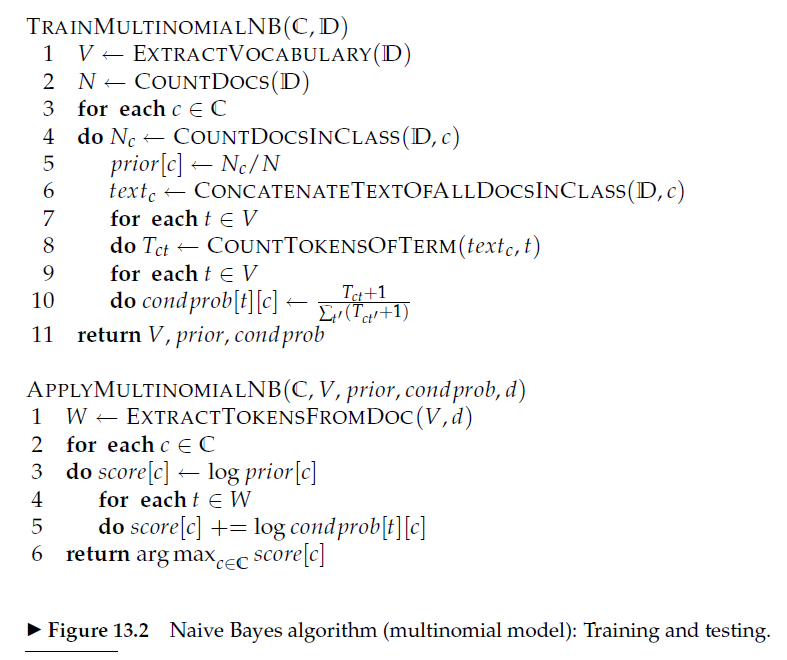 TRAINMULTINOMIALNB(ℂ, 𝔻)
1 V ← EXTRACTVOCABULARY(𝔻)
2 N ← COUNTDOCS(𝔻)
3 for each c ∈ ℂ
4 do N_c ← COUNTDOCSINCLASS(𝔻, c)
5 prior[c] ← N_c/N
6 text_c ← CONCATENATETEXTOFALLDOCSINCLASS(𝔻, c)
7 for each t ∈ V
8 do T_ct ← COUNTTOKENSOFTERM(text_c, t)
9 for each t ∈ V
10 do condprob[t][c] ← (T_ct+1)/(∑_t′(T_ct′+1))
11 return V, prior, condprob
APPLYMULTINOMIALNB(ℂ, V, prior, condprob, d)
1 W ← EXTRACTTOKENSFROMDOC(V, d)
2 for each c ∈ ℂ
3 do score[c] ← log prior[c]
4 for each t ∈ W
5 do score[c] += log condprob[t][c]
6 return arg max_c∈ℂ score[c]
▶ Figure 13.2 Naive Bayes algorithm (multinomial model): Training and testing.